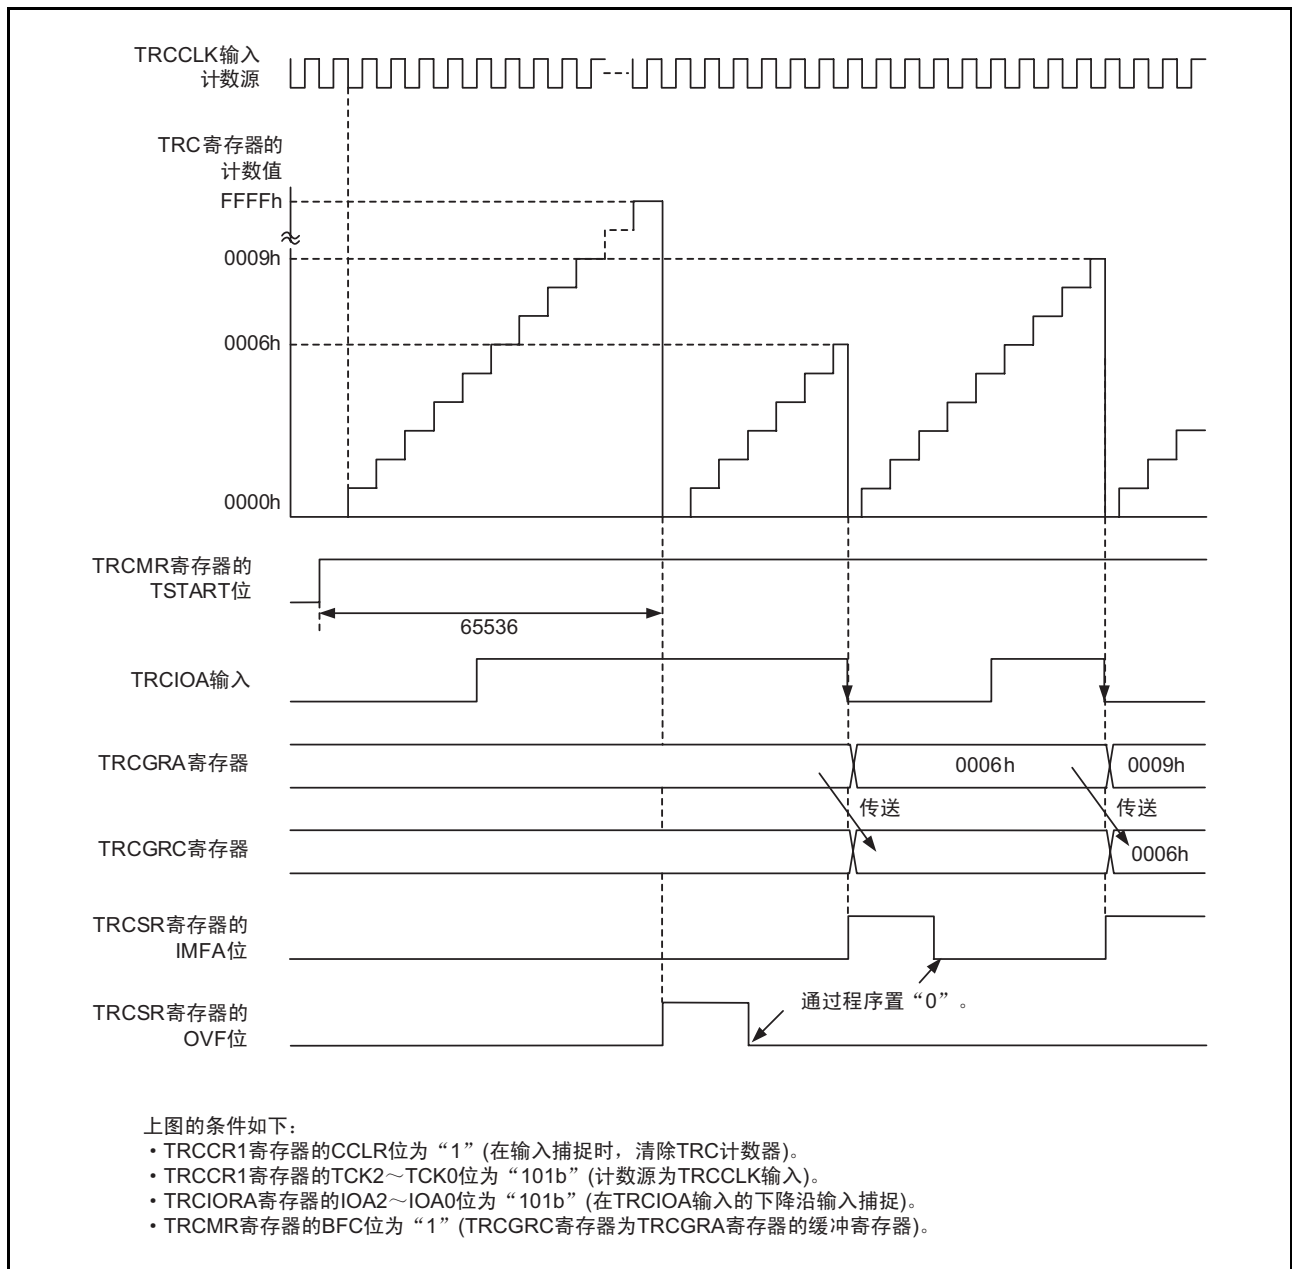 TRCCLK输入
计数源
TRC寄存器的
计数值
FFFFh
0009h
0006h
0000h
TRCMR寄存器的
TSTART位
65536
TRCIOA输入
TRCGRA寄存器
0006h
0009h
传送
传送
TRCGRC寄存器
0006h
TRCSR寄存器的
IMFA位
通过程序置“0”。
TRCSR寄存器的
OVF位
上图的条件如下：
・TRCCR1寄存器的CCLR位为“1”(在输入捕捉时，清除TRC计数器)。
・TRCCR1寄存器的TCK2～TCK0位为“101b”(计数源为TRCCLK输入)。
・TRCIORA寄存器的IOA2～IOA0位为“101b”(在TRCIOA输入的下降沿输入捕捉)。
・TRCMR寄存器的BFC位为“1”(TRCGRC寄存器为TRCGRA寄存器的缓冲寄存器)。